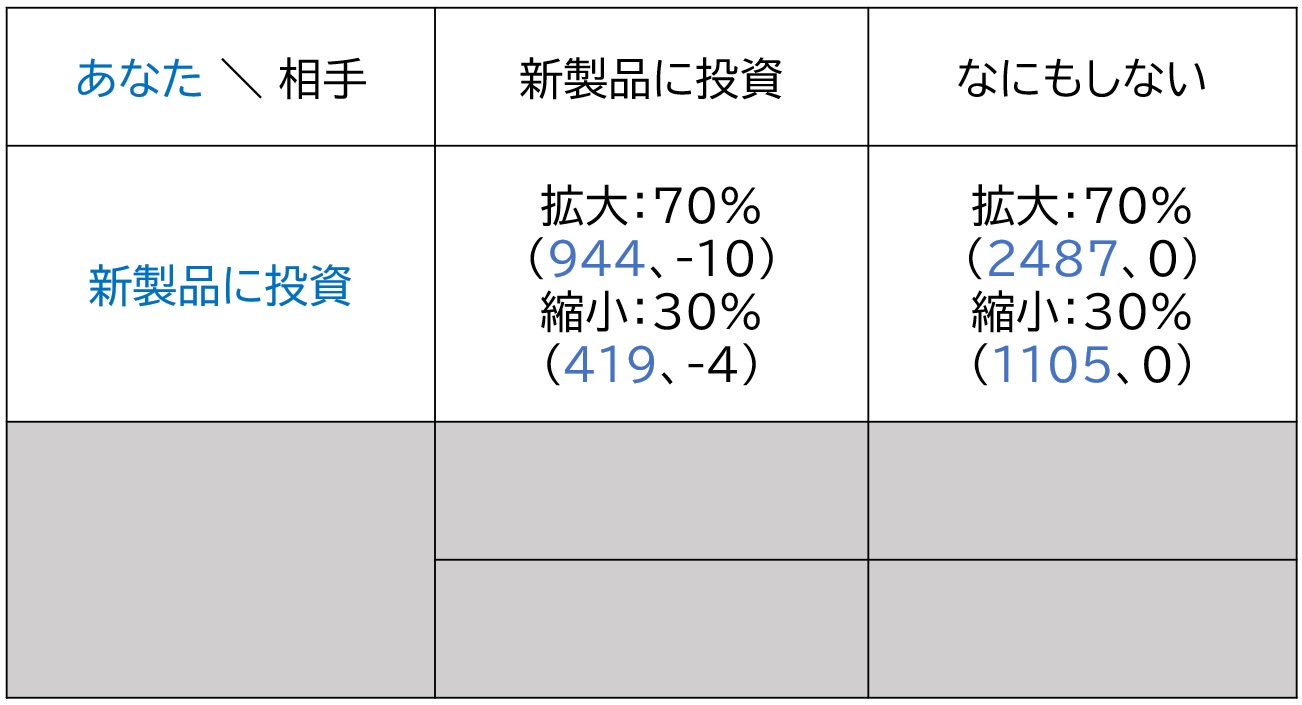 あなた ＼ 相手
新製品に投資
なにもしない
新製品に投資
拡大：70%
（944、-10）
縮小：30%
（419、-4）
拡大：70%
（2487、0）
縮小：30%
（1105、0）